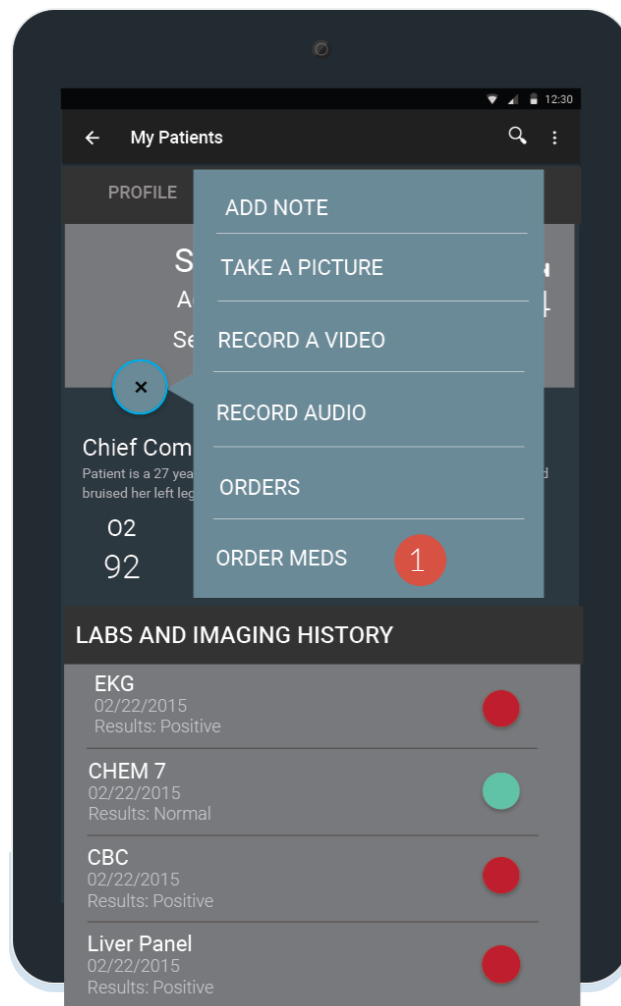 12:30
My Patients
PROFILE
ADD NOTE
TAKE A PICTURE
RECORD A VIDEO
RECORD AUDIO
ORDERS
ORDER MEDS 1
Chief Com
Patient is a 27 yea
bruised her left leg
O2
92
LABS AND IMAGING HISTORY
EKG
02/22/2015
Results: Positive
CHEM 7
02/22/2015
Results: Normal
CBC
02/22/2015
Results: Positive
Liver Panel
02/22/2015
Results: Positive